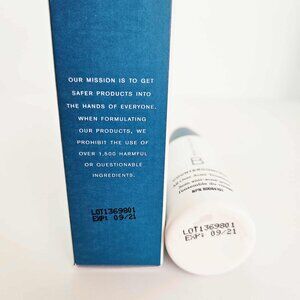 OUR MISSION IS TO GET
SAFER PRODUCTS INTO
THE HANDS OF EVERYONE.
WHEN FORMULATING
OUR PRODUCTS, WE
PROHIBIT THE USE OF
OVER 1,500 HARMFUL
OR QUESTIONABLE
INGREDIENTS.
LOT1369801
EXP: 09/21
B
LOT1369801
EXP: 09/21